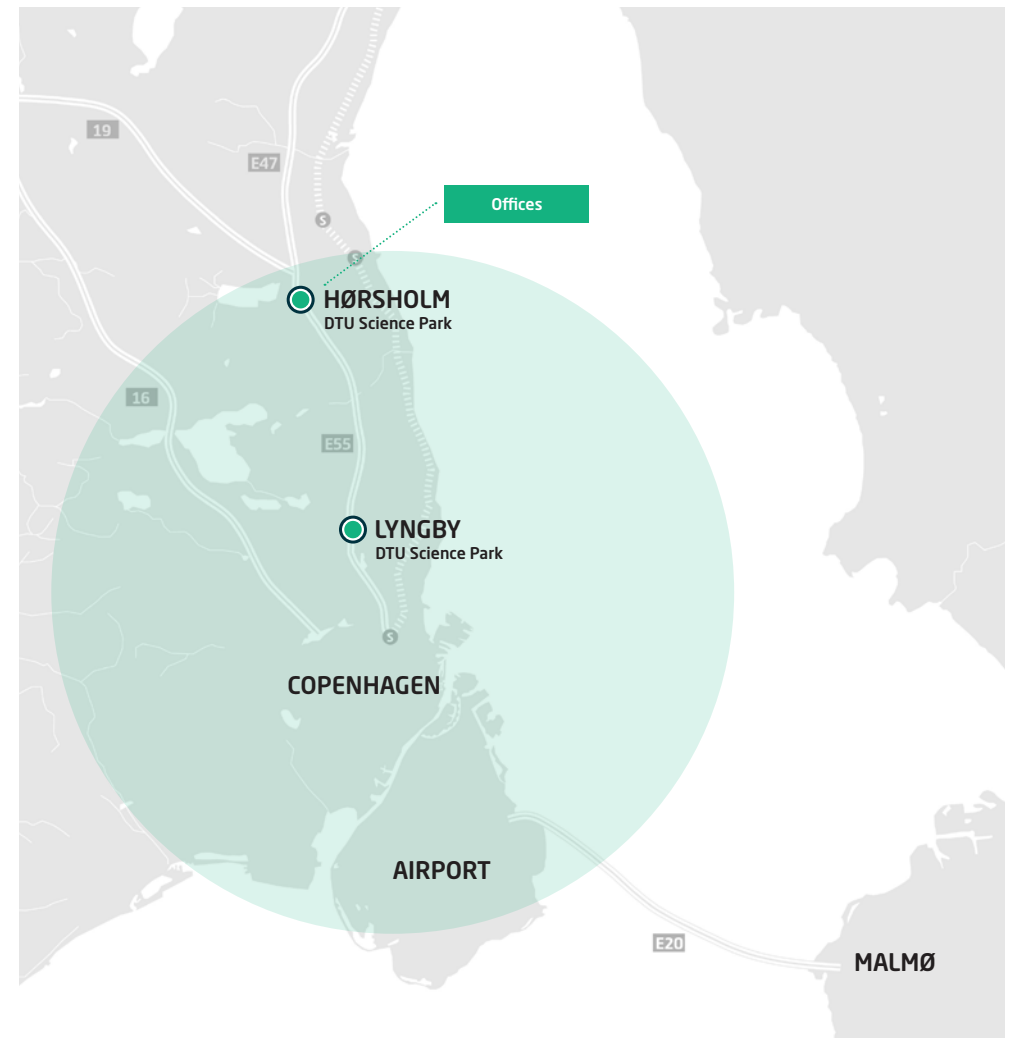 19
E47
Offices
S
S
HØRSHOLM
DTU Science Park
16
E55
LYNGBY
DTU Science Park
S
COPENHAGEN
AIRPORT
E20
MALMØ